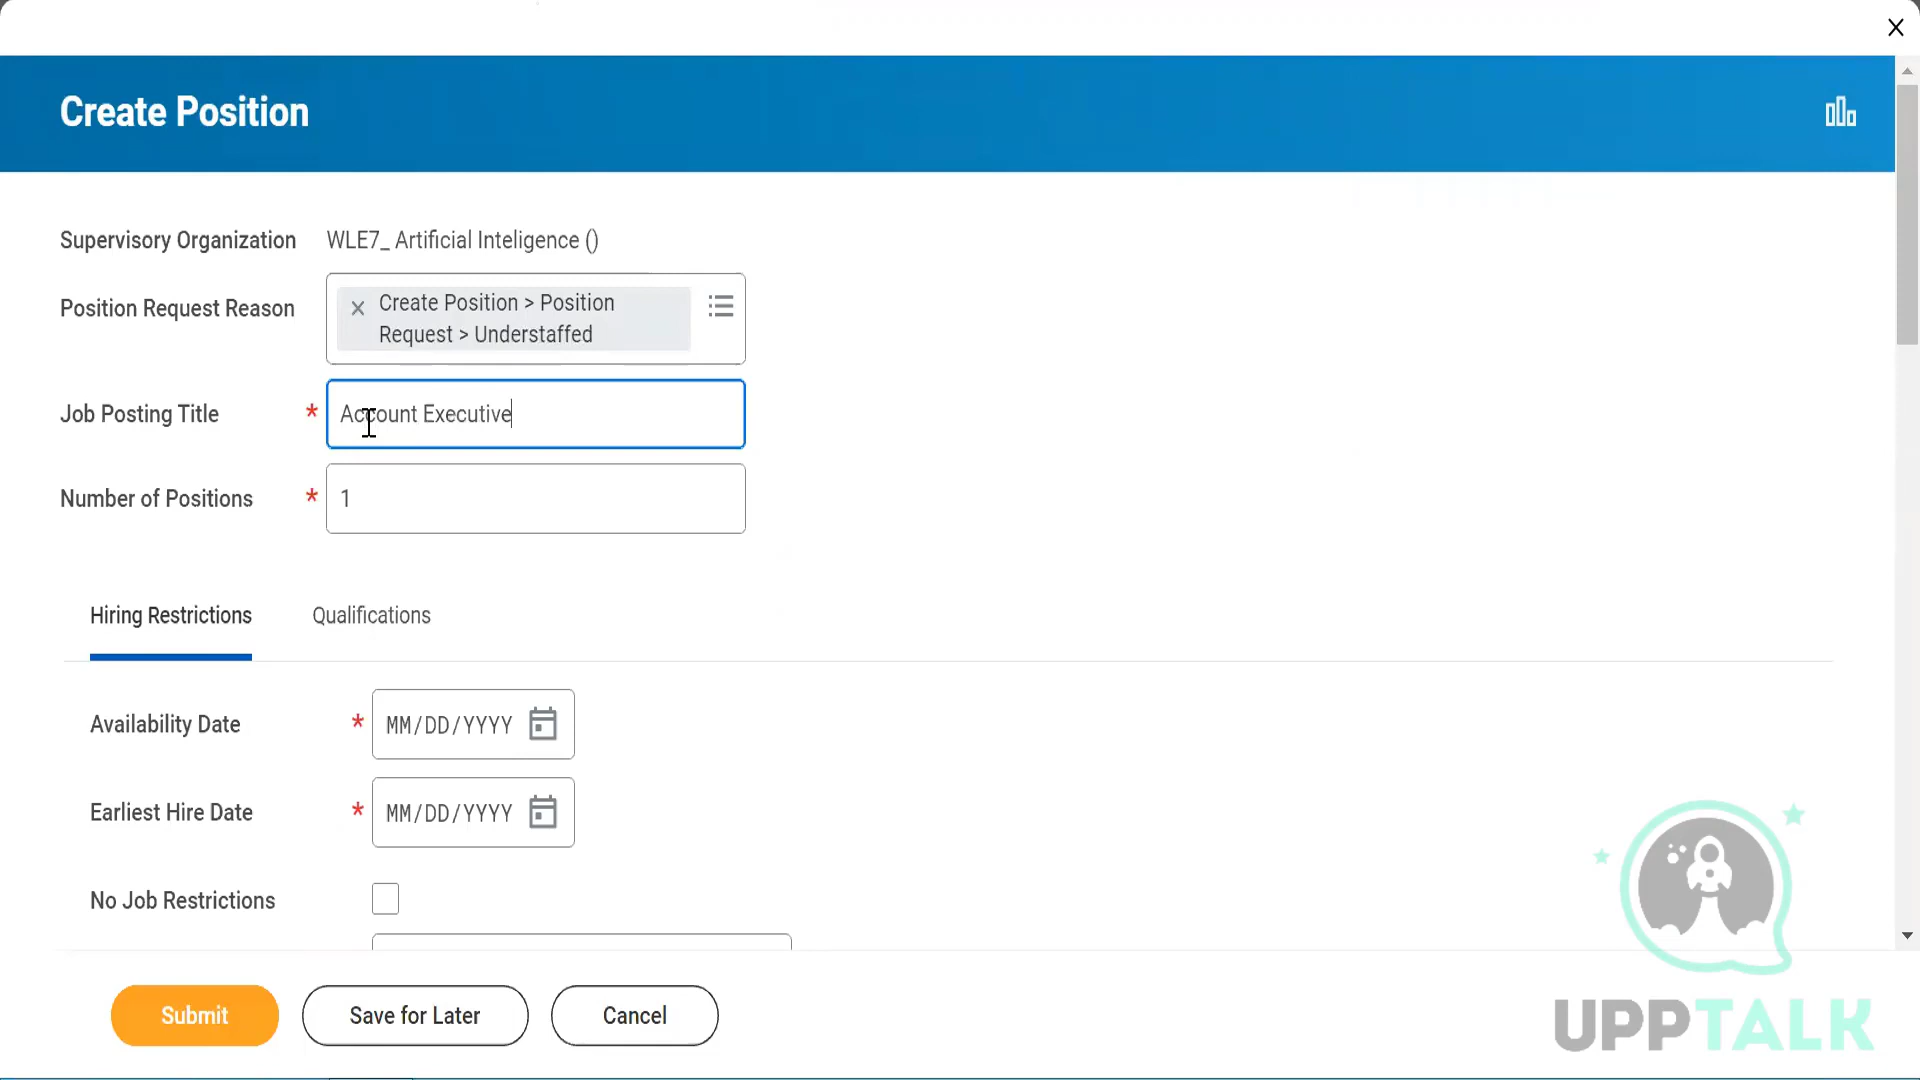 Create Position
Supervisory Organization WLE7_ Artificial Inteligence ()
Position Request Reason
Create Position > Position
Request > Understaffed
Job Posting Title * Account Executive
Number of Positions * 1
Hiring Restrictions Qualifications
Availability Date * MM/DD/YYYY
Earliest Hire Date * MM/DD/YYYY
No Job Restrictions
Submit Save for Later Cancel
UPPTALK